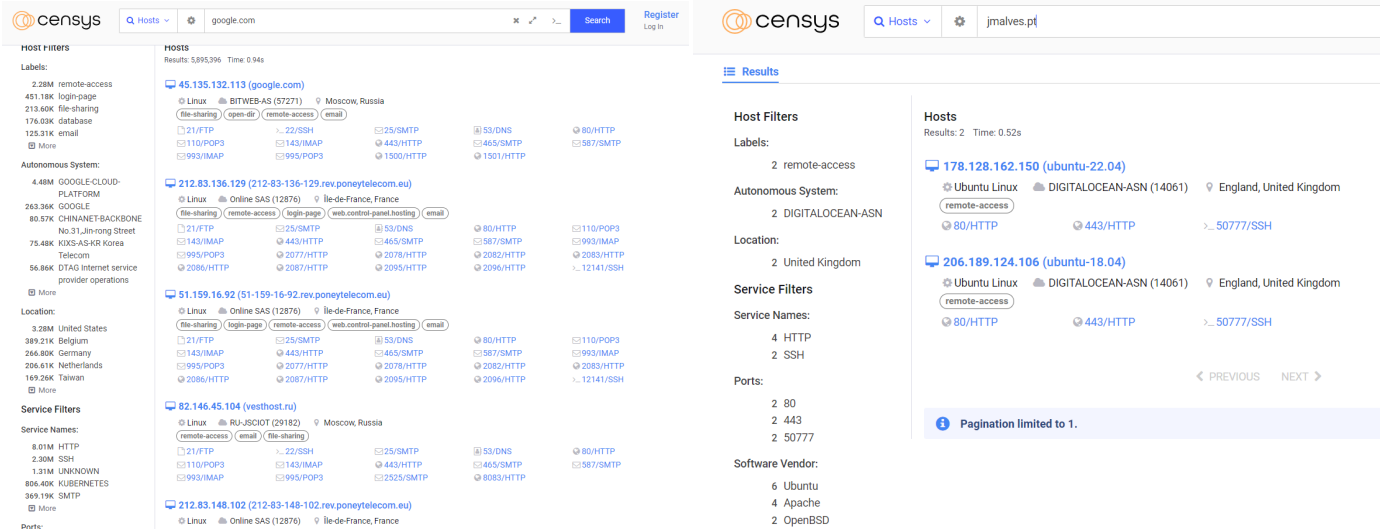 censys
Hosts
google.com
>_
Search
Register
Log In
Host Filters
Labels:
2.28M remote-access
451.18K login-page
213.60K file-sharing
176.03K database
125.31K email
More
Autonomous System:
4.48M GOOGLE-CLOUD-
PLATFORM
263.36K GOOGLE
80.57K CHINANET-BACKBONE
No.31,Jin-rong Street
75.48K KIXS-AS-KR Korea
Telecom
56.86K DTAG Internet service
provider operations
More
Location:
3.28M United States
389.21K Belgium
266.80K Germany
206.61K Netherlands
169.26K Taiwan
More
Service Filters
Service Names:
8.01M HTTP
2.30M SSH
1.31M UNKNOWN
806.40K KUBERNETES
369.19K SMTP
More
Ports:
Hosts
Results: 5,895,396 Time: 0.94s
45.135.132.113 (google.com)
Linux BITWEB-AS (57271) Moscow, Russia
file-sharing open-dir remote-access email
21/FTP >_ 22/SSH 25/SMTP 53/DNS 80/HTTP
110/POP3 143/IMAP 443/HTTP 465/SMTP 587/SMTP
993/IMAP 995/POP3 1500/HTTP 1501/HTTP
212.83.136.129 (212-83-136-129.rev.poneytelecom.eu)
Linux Online SAS (12876) Île-de-France, France
file-sharing remote-access login-page web.control-panel.hosting email
21/FTP 25/SMTP 53/DNS 80/HTTP 110/POP3
143/IMAP 443/HTTP 465/SMTP 587/SMTP 993/IMAP
995/POP3 2077/HTTP 2078/HTTP 2082/HTTP 2083/HTTP
2086/HTTP 2087/HTTP 2095/HTTP 2096/HTTP >_ 12141/SSH
51.159.16.92 (51-159-16-92.rev.poneytelecom.eu)
Linux Online SAS (12876) Île-de-France, France
file-sharing login-page remote-access web.control-panel.hosting email
21/FTP 25/SMTP 53/DNS 80/HTTP 110/POP3
143/IMAP 443/HTTP 465/SMTP 587/SMTP 993/IMAP
995/POP3 2077/HTTP 2078/HTTP 2082/HTTP 2083/HTTP
2086/HTTP 2087/HTTP 2095/HTTP 2096/HTTP >_ 12141/SSH
82.146.45.104 (vesthost.ru)
Linux RU-JSCIOT (29182) Moscow, Russia
remote-access email file-sharing
21/FTP >_ 22/SSH 25/SMTP 53/DNS 80/HTTP
110/POP3 143/IMAP 443/HTTP 465/SMTP 587/SMTP
993/IMAP 995/POP3 2525/SMTP 8083/HTTP
212.83.148.102 (212-83-148-102.rev.poneytelecom.eu)
Linux Online SAS (12876) Île-de-France, France
censys
Hosts
jmalves.pt
Results
Host Filters
Labels:
2 remote-access
Autonomous System:
2 DIGITALOCEAN-ASN
Location:
2 United Kingdom
Service Filters
Service Names:
4 HTTP
2 SSH
Ports:
2 80
2 443
2 50777
Software Vendor:
6 Ubuntu
4 Apache
2 OpenBSD
Hosts
Results: 2 Time: 0.52s
178.128.162.150 (ubuntu-22.04)
Ubuntu Linux DIGITALOCEAN-ASN (14061) England, United Kingdom
remote-access
80/HTTP 443/HTTP >_ 50777/SSH
206.189.124.106 (ubuntu-18.04)
Ubuntu Linux DIGITALOCEAN-ASN (14061) England, United Kingdom
remote-access
80/HTTP 443/HTTP >_ 50777/SSH
PREVIOUS NEXT
Pagination limited to 1.